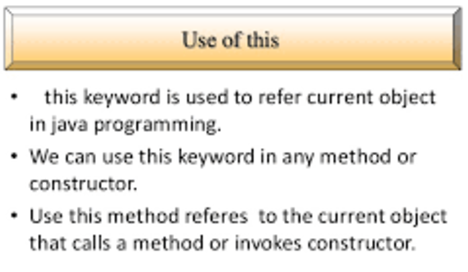 Use of this
• this keyword is used to refer current object
in java programming.
• We can use this keyword in any method or
constructor.
• Use this method referes to the current object
that calls a method or invokes constructor.